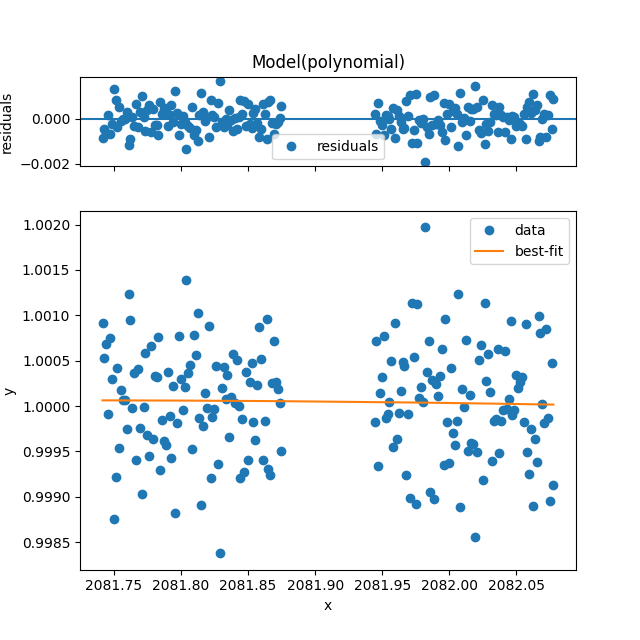 Model(polynomial)
residuals
0.000
−0.002
residuals
y
1.0020
1.0015
1.0010
1.0005
1.0000
0.9995
0.9990
0.9985
data
best-fit
2081.75 2081.80 2081.85 2081.90 2081.95 2082.00 2082.05
x